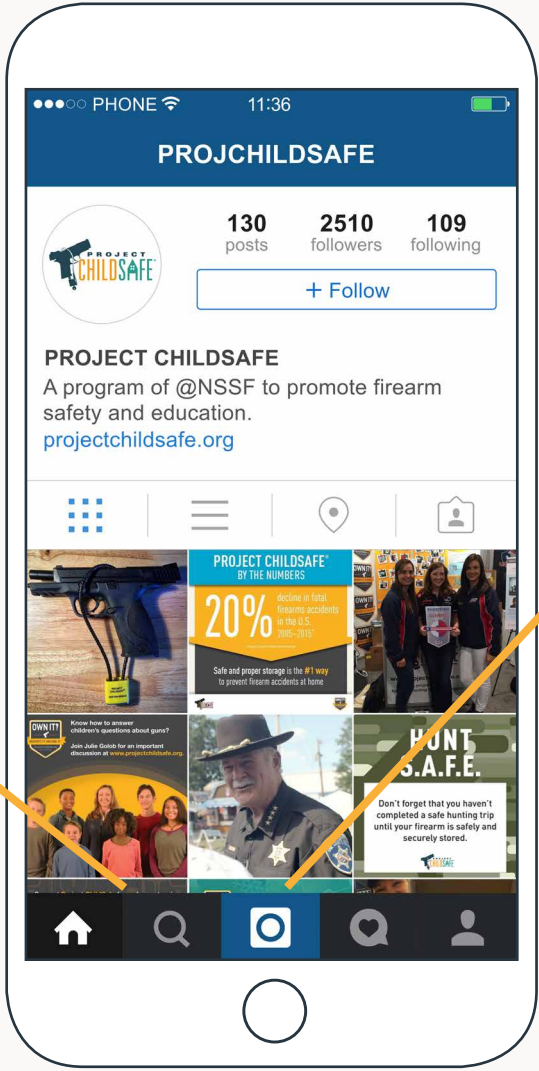 PHONE 11:36
PROJCHILDSAFE
PROJECT
CHILDSAFE
130 2510 109
posts followers following
+ Follow
PROJECT CHILDSAFE
A program of @NSSF to promote firearm
safety and education.
projectchildsafe.org
PROJECT CHILDSAFE®
BY THE NUMBERS
20%
decline in fatal
firearms accidents
in the U.S.
2005–2015*
Safe and proper storage is the #1 way
to prevent firearm accidents at home
OWN IT!
OWN IT!
Know how to answer
children's questions about guns?
Join Julie Golob for an important
discussion at www.projectchildsafe.org.
HUNT
S.A.F.E.
Don't forget that you haven't
completed a safe hunting trip
until your firearm is safely and
securely stored.
PROJECT
CHILDSAFE